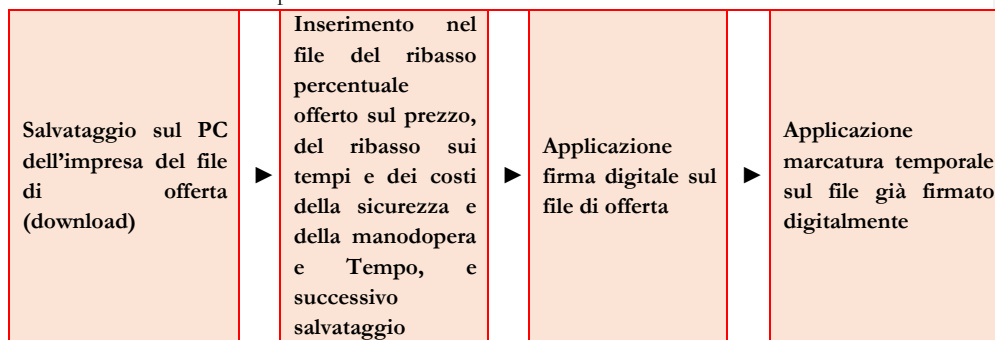 Salvataggio sul PC
dell'impresa del file
di offerta
(download)
►
Inserimento nel
file del ribasso
percentuale
offerto sul prezzo,
del ribasso sui
tempi e dei costi
della sicurezza e
della manodopera
e Tempo, e
successivo
salvataggio
►
Applicazione
firma digitale sul
file di offerta
►
Applicazione
marcatura temporale
sul file già firmato
digitalmente